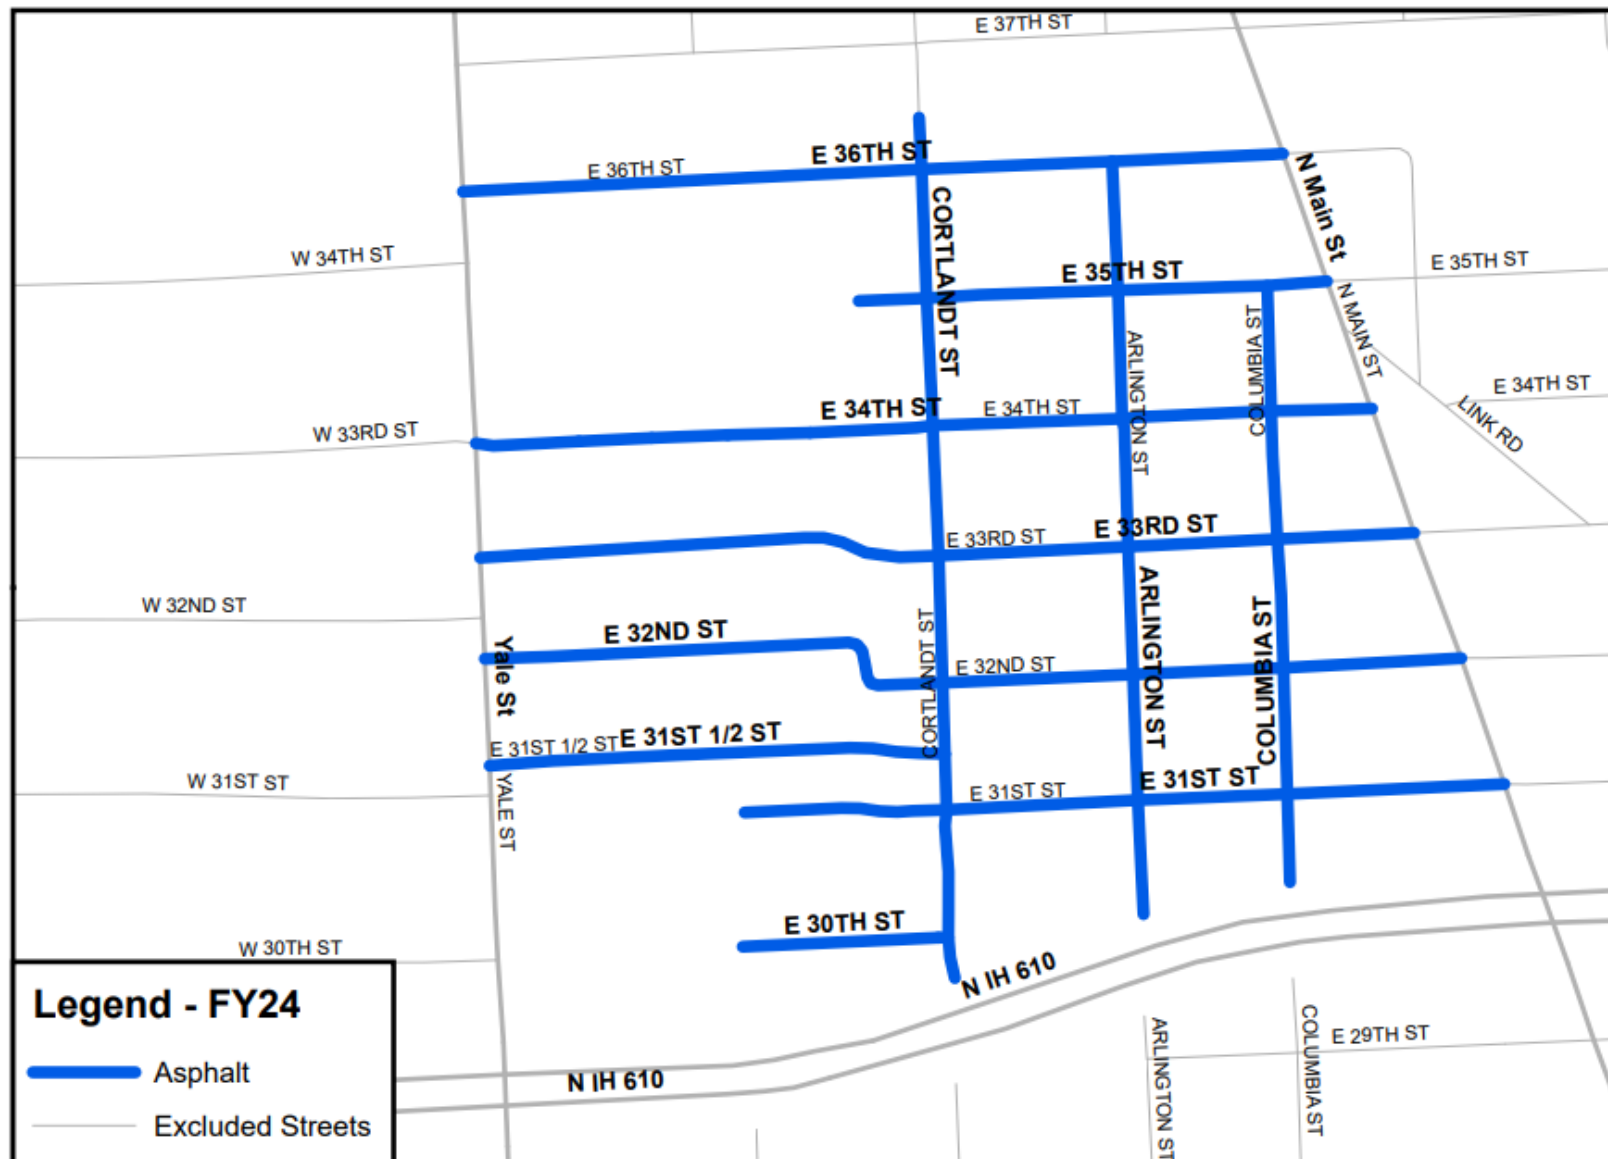 E 37TH ST
E 36TH ST
E 36TH ST
N Main St
CORTLANDT ST
W 34TH ST
E 35TH ST
E 35TH ST
N MAIN ST
COLUMBIA ST
ARLINGTON ST
E 34TH ST
E 34TH ST
E 34TH ST
LINK RD
W 33RD ST
E 33RD ST
E 33RD ST
W 32ND ST
E 32ND ST
E 32ND ST
Yale St
CORTLANDT ST
ARLINGTON ST
COLUMBIA ST
E 31ST 1/2 ST
E 31ST 1/2 ST
W 31ST ST
YALE ST
E 31ST ST
E 31ST ST
E 30TH ST
W 30TH ST
N IH 610
N IH 610
ARLINGTON ST
COLUMBIA ST
E 29TH ST
Legend - FY24
Asphalt
Excluded Streets